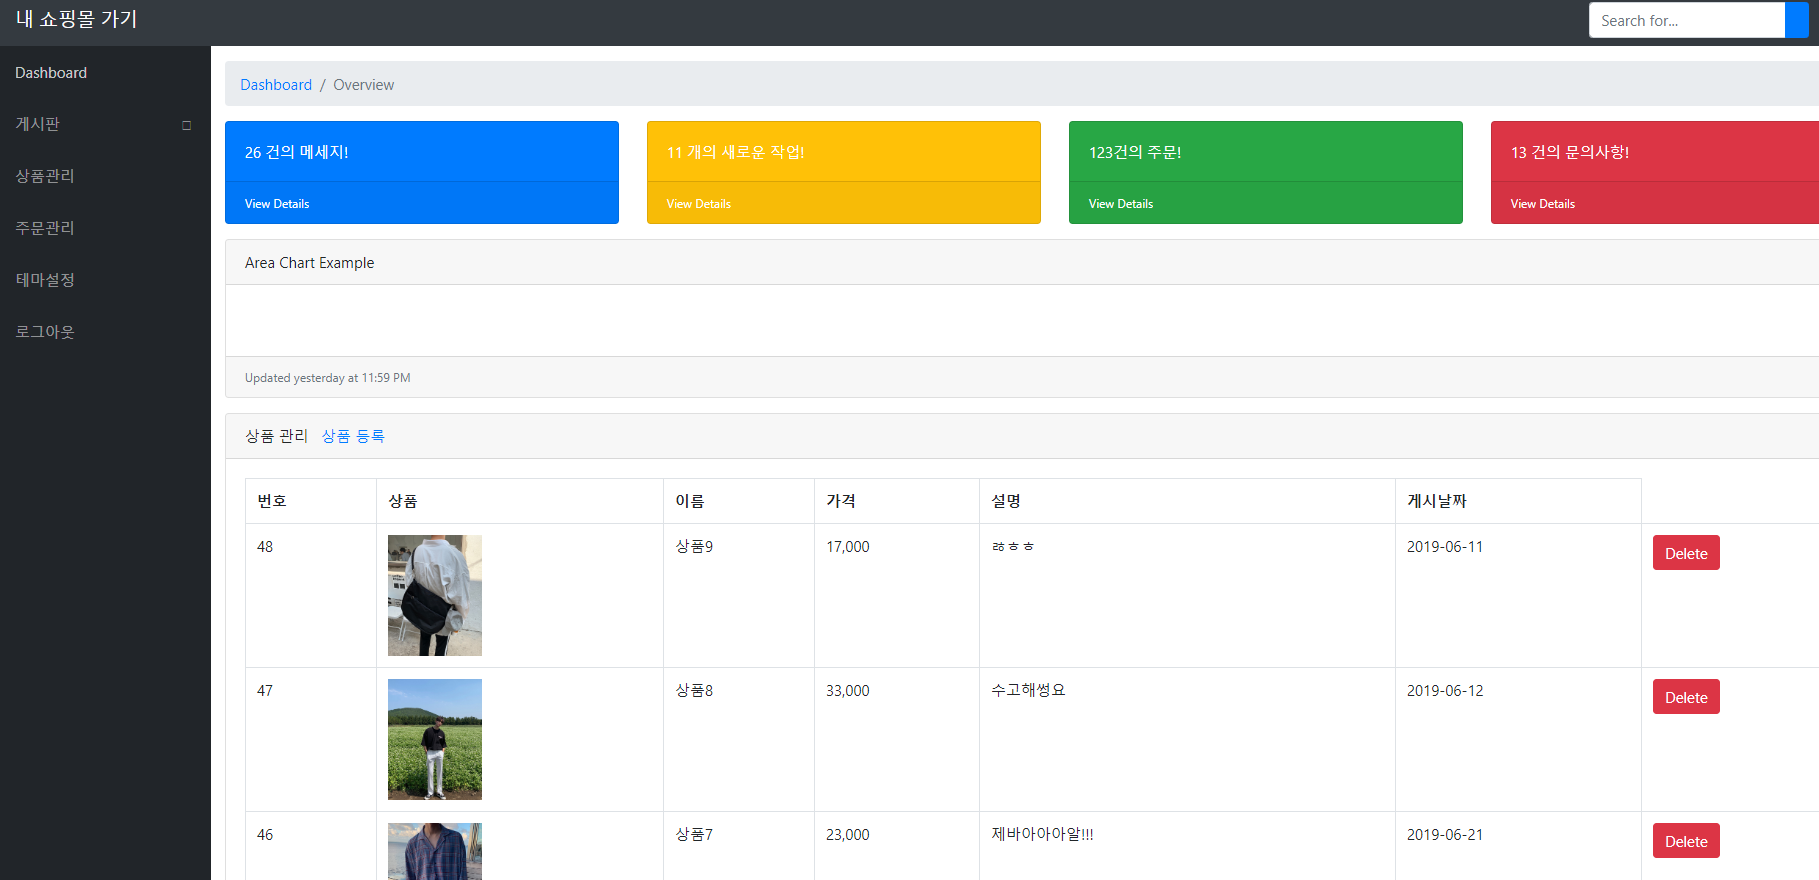 내 쇼핑몰 가기
Search for...
Dashboard
게시판
상품관리
주문관리
테마설정
로그아웃
Dashboard / Overview
26 건의 메세지!
View Details
11 개의 새로운 작업!
View Details
123건의 주문!
View Details
13 건의 문의사항!
View Details
Area Chart Example
Updated yesterday at 11:59 PM
상품 관리 상품 등록
번호 상품 이름 가격 설명 게시날짜
48 상품9 17,000 ㅀㅎㅎ 2019-06-11 Delete
47 상품8 33,000 수고해썽요 2019-06-12 Delete
46 상품7 23,000 제바아아아알!!! 2019-06-21 Delete